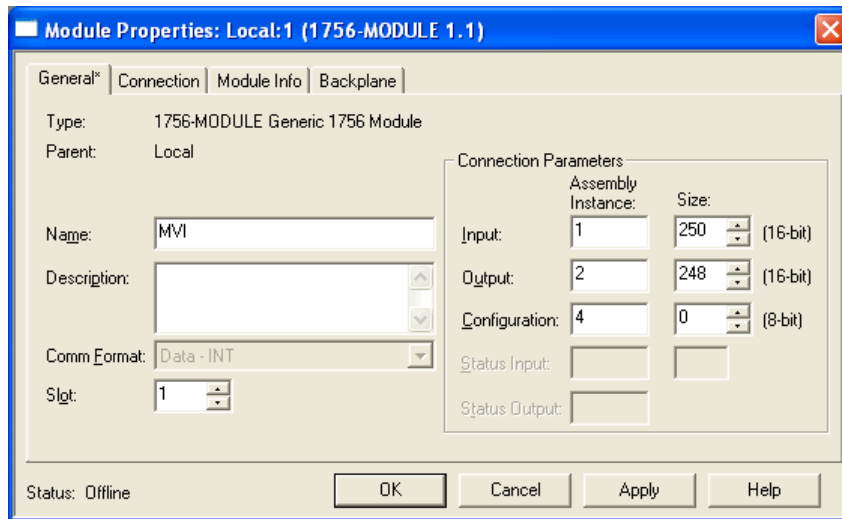 Module Properties: Local:1 (1756-MODULE 1.1)
General* Connection Module Info Backplane
Type: 1756-MODULE Generic 1756 Module
Parent: Local
Connection Parameters
Assembly
Instance: Size:
Name: MVI
Input: 1 250 (16-bit)
Description:
Output: 2 248 (16-bit)
Configuration: 4 0 (8-bit)
Comm Format: Data - INT
Status Input:
Slot: 1
Status Output:
Status: Offline OK Cancel Apply Help